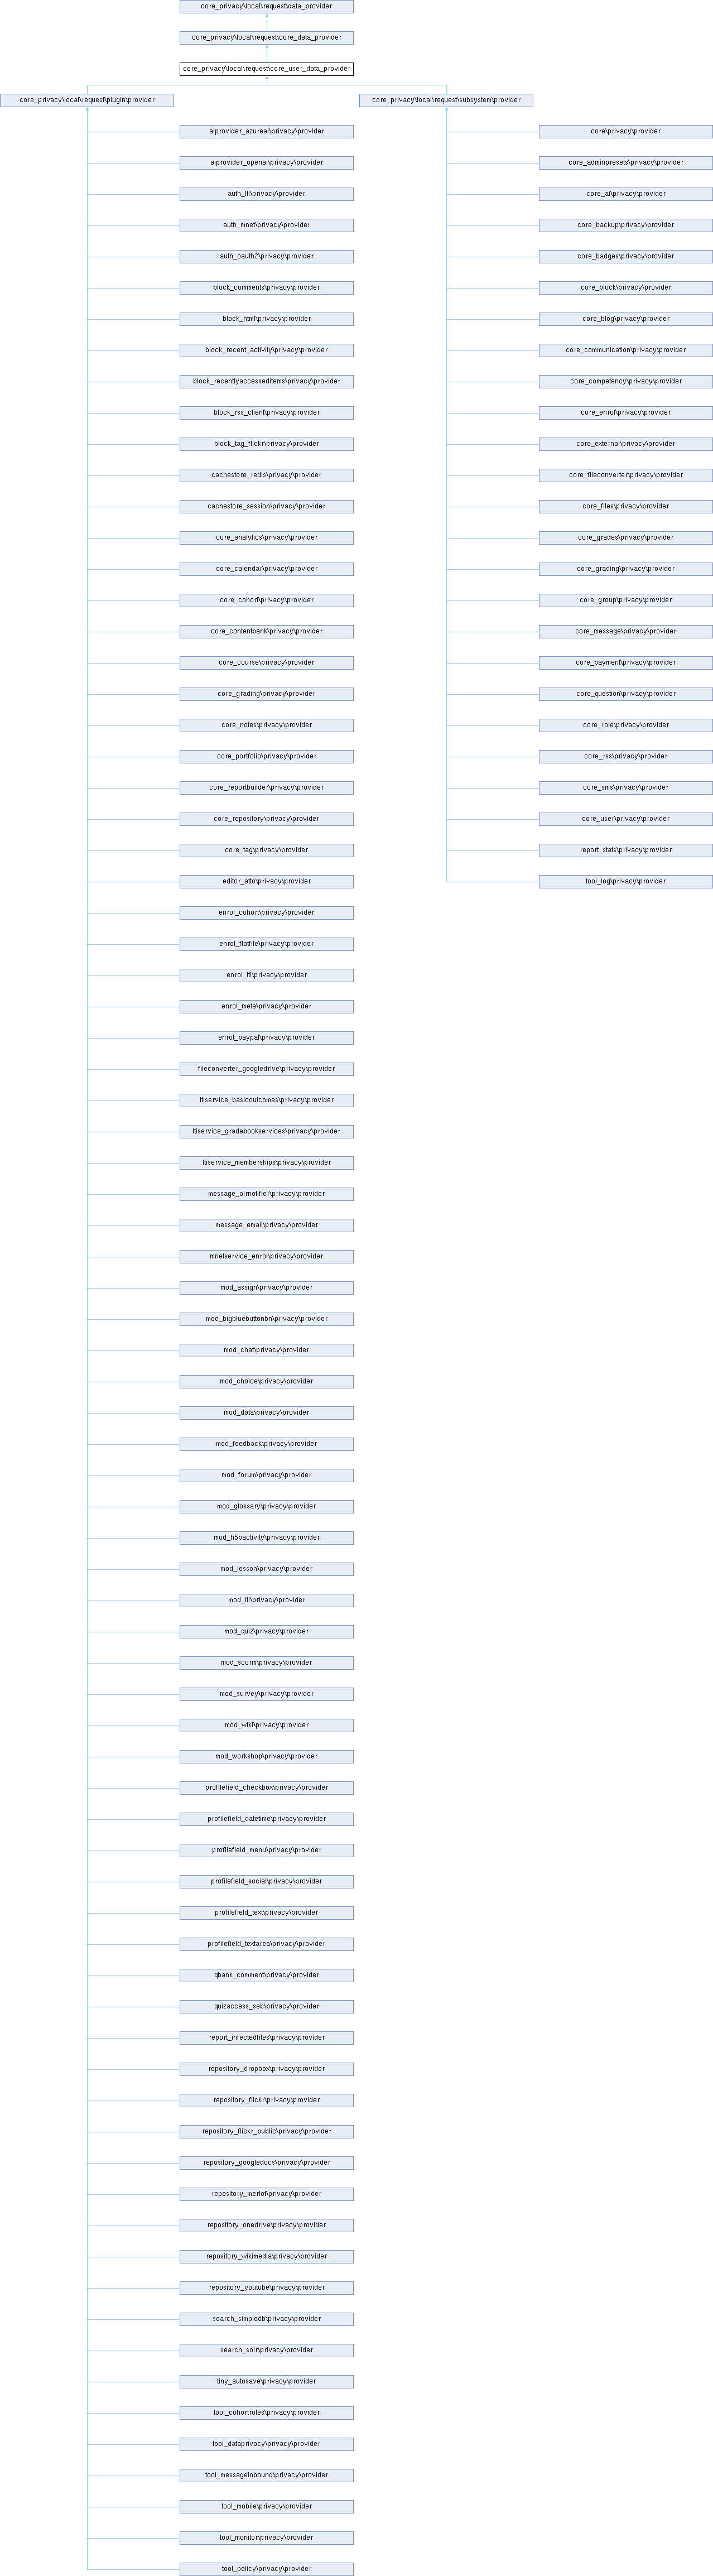 core_privacy\local\request\data_provider
core_privacy\local\request\core_data_provider
core_privacy\local\request\core_user_data_provider
core_privacy\local\request\plugin\provider
core_privacy\local\request\subsystem\provider
aiprovider_azureai\privacy\provider
aiprovider_openai\privacy\provider
auth_lti\privacy\provider
auth_mnet\privacy\provider
auth_oauth2\privacy\provider
block_comments\privacy\provider
block_html\privacy\provider
block_recent_activity\privacy\provider
block_recentlyaccesseditems\privacy\provider
block_rss_client\privacy\provider
block_tag_flickr\privacy\provider
cachestore_redis\privacy\provider
cachestore_session\privacy\provider
core_analytics\privacy\provider
core_calendar\privacy\provider
core_cohort\privacy\provider
core_contentbank\privacy\provider
core_course\privacy\provider
core_grading\privacy\provider
core_notes\privacy\provider
core_portfolio\privacy\provider
core_reportbuilder\privacy\provider
core_repository\privacy\provider
core_tag\privacy\provider
editor_atto\privacy\provider
enrol_cohort\privacy\provider
enrol_flatfile\privacy\provider
enrol_lti\privacy\provider
enrol_meta\privacy\provider
enrol_paypal\privacy\provider
fileconverter_googledrive\privacy\provider
ltiservice_basicoutcomes\privacy\provider
ltiservice_gradebookservices\privacy\provider
ltiservice_memberships\privacy\provider
message_airnotifier\privacy\provider
message_email\privacy\provider
mnetservice_enrol\privacy\provider
mod_assign\privacy\provider
mod_bigbluebuttonbn\privacy\provider
mod_chat\privacy\provider
mod_choice\privacy\provider
mod_data\privacy\provider
mod_feedback\privacy\provider
mod_forum\privacy\provider
mod_glossary\privacy\provider
mod_h5pactivity\privacy\provider
mod_lesson\privacy\provider
mod_lti\privacy\provider
mod_quiz\privacy\provider
mod_scorm\privacy\provider
mod_survey\privacy\provider
mod_wiki\privacy\provider
mod_workshop\privacy\provider
profilefield_checkbox\privacy\provider
profilefield_datetime\privacy\provider
profilefield_menu\privacy\provider
profilefield_social\privacy\provider
profilefield_text\privacy\provider
profilefield_textarea\privacy\provider
qbank_comment\privacy\provider
quizaccess_seb\privacy\provider
report_infectedfiles\privacy\provider
repository_dropbox\privacy\provider
repository_flickr\privacy\provider
repository_flickr_public\privacy\provider
repository_googledocs\privacy\provider
repository_merlot\privacy\provider
repository_onedrive\privacy\provider
repository_wikimedia\privacy\provider
repository_youtube\privacy\provider
search_simpledb\privacy\provider
search_solr\privacy\provider
tiny_autosave\privacy\provider
tool_cohortroles\privacy\provider
tool_dataprivacy\privacy\provider
tool_messageinbound\privacy\provider
tool_mobile\privacy\provider
tool_monitor\privacy\provider
tool_policy\privacy\provider
core\privacy\provider
core_adminpresets\privacy\provider
core_ai\privacy\provider
core_backup\privacy\provider
core_badges\privacy\provider
core_block\privacy\provider
core_blog\privacy\provider
core_communication\privacy\provider
core_competency\privacy\provider
core_enrol\privacy\provider
core_external\privacy\provider
core_fileconverter\privacy\provider
core_files\privacy\provider
core_grades\privacy\provider
core_grading\privacy\provider
core_group\privacy\provider
core_message\privacy\provider
core_payment\privacy\provider
core_question\privacy\provider
core_role\privacy\provider
core_rss\privacy\provider
core_sms\privacy\provider
core_user\privacy\provider
report_stats\privacy\provider
tool_log\privacy\provider